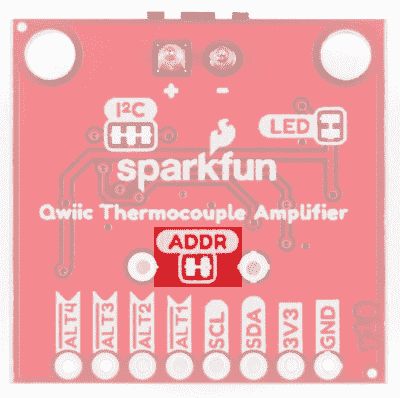 + -
I²C
LED
sparkfun
Qwiic Thermocouple Amplifier
ADDR
ALT4 ALT3 ALT2 ALT1 SCL SDA 3V3 GND